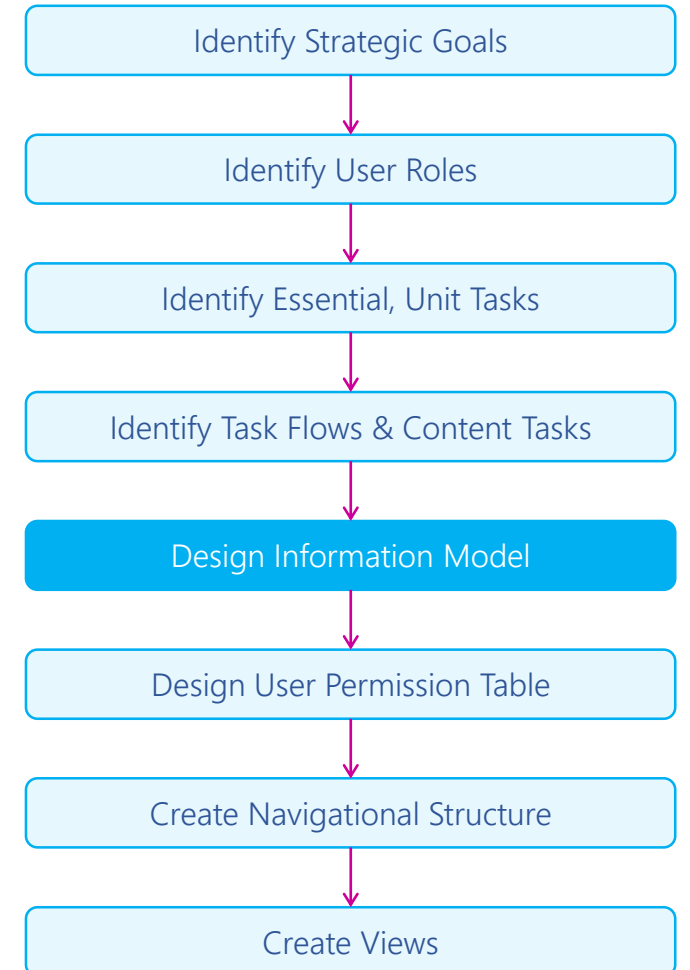 Identify Strategic Goals
Identify User Roles
Identify Essential, Unit Tasks
Identify Task Flows & Content Tasks
Design Information Model
Design User Permission Table
Create Navigational Structure
Create Views